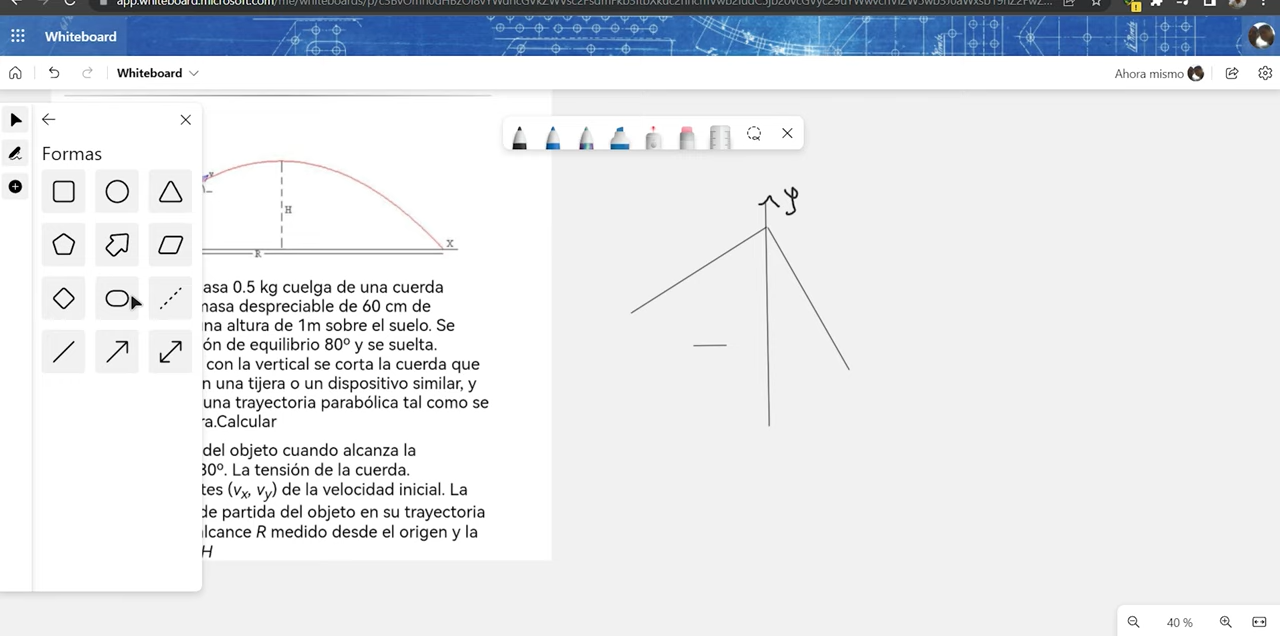 Whiteboard
Whiteboard
Ahora mismo
Formas
H
X
R
asa 0.5 kg cuelga de una cuerda
nasa despreciable de 60 cm de
na altura de 1m sobre el suelo. Se
ón de equilibrio 80º y se suelta.
con la vertical se corta la cuerda que
n una tijera o un dispositivo similar, y
una trayectoria parabólica tal como se
ra.Calcular
del objeto cuando alcanza la
30º. La tensión de la cuerda.
tes (vx, vy) de la velocidad inicial. La
de partida del objeto en su trayectoria
lcance R medido desde el origen y la
H
40 %